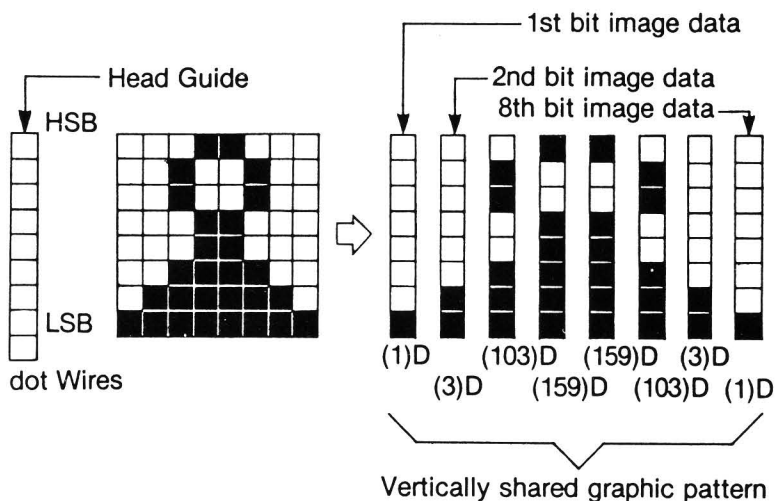 1st bit image data
Head Guide
2nd bit image data
8th bit image data
HSB
LSB
dot Wires
(1)D (103)D (159)D (3)D
(3)D (159)D (103)D (1)D
Vertically shared graphic pattern